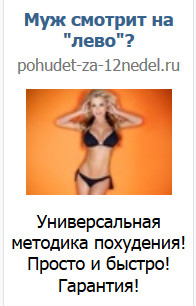 Муж смотрит на
"лево"?
pohudet-za-12nedel.ru
Универсальная
методика похудения!
Просто и быстро!
Гарантия!